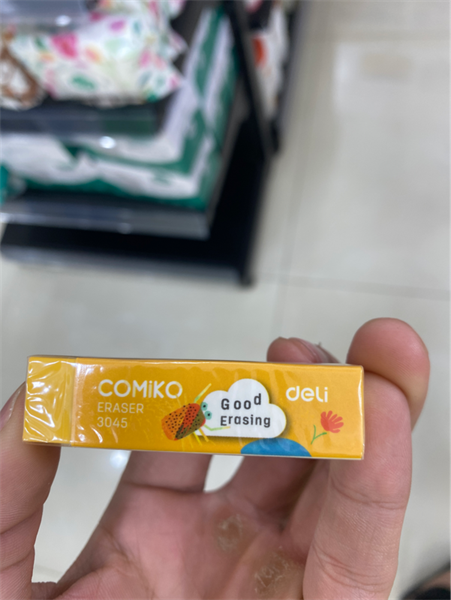 COMiKO
ERASER
3045
Good
Erasing
deli